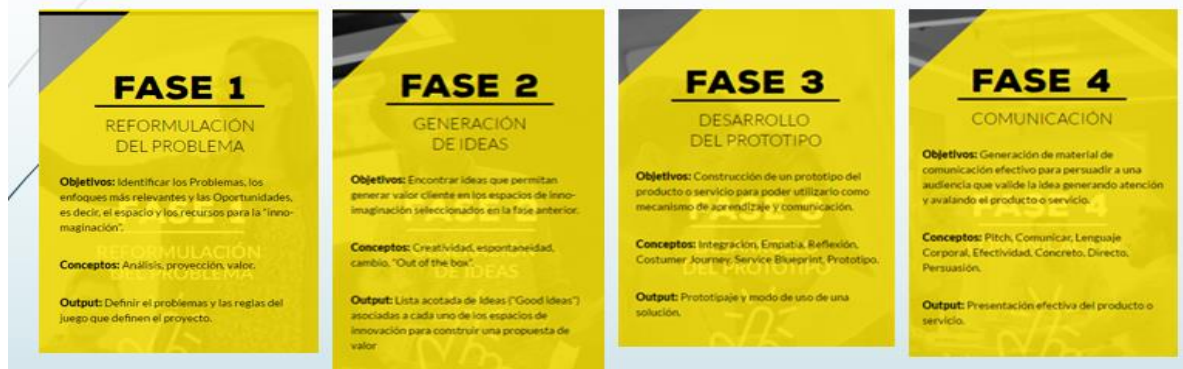 FASE 1
REFORMULACIÓN
DEL PROBLEMA
Objetivos: Identificar los Problemas, los
enfoques más relevantes y las Oportunidades,
es decir, el espacio y los recursos para la "inno-
maginación".
Conceptos: Análisis, proyección, valor.
Output: Definir el problemas y las reglas del
juego que definen el proyecto.
FASE 2
GENERACIÓN
DE IDEAS
Objetivos: Encontrar ideas que permitan
generar valor cliente en los espacios de inno-
imaginación seleccionados en la fase anterior.
Conceptos: Creatividad, espontaneidad,
cambio, "Out of the box".
Output: Lista acotada de Ideas ("Good ideas")
asociadas a cada uno de los espacios de
innovación para construir una propuesta de
valor
FASE 3
DESARROLLO
DEL PROTOTIPO
Objetivos: Construcción de un prototipo del
producto o servicio para poder utilizarlo como
mecanismo de aprendizaje y comunicación.
Conceptos: Integración, Empatía, Reflexión,
Costumer Journey, Service Blueprint, Prototipo.
Output: Prototipaje y modo de uso de una
solución.
FASE 4
COMUNICACIÓN
Objetivos: Generación de material de
comunicación efectivo para persuadir a una
audiencia que valide la idea generando atención
y avalando el producto o servicio.
Conceptos: Pitch, Comunicar, Lenguaje
Corporal, Efectividad, Concreto, Directo,
Persuasión.
Output: Presentación efectiva del producto o
servicio.